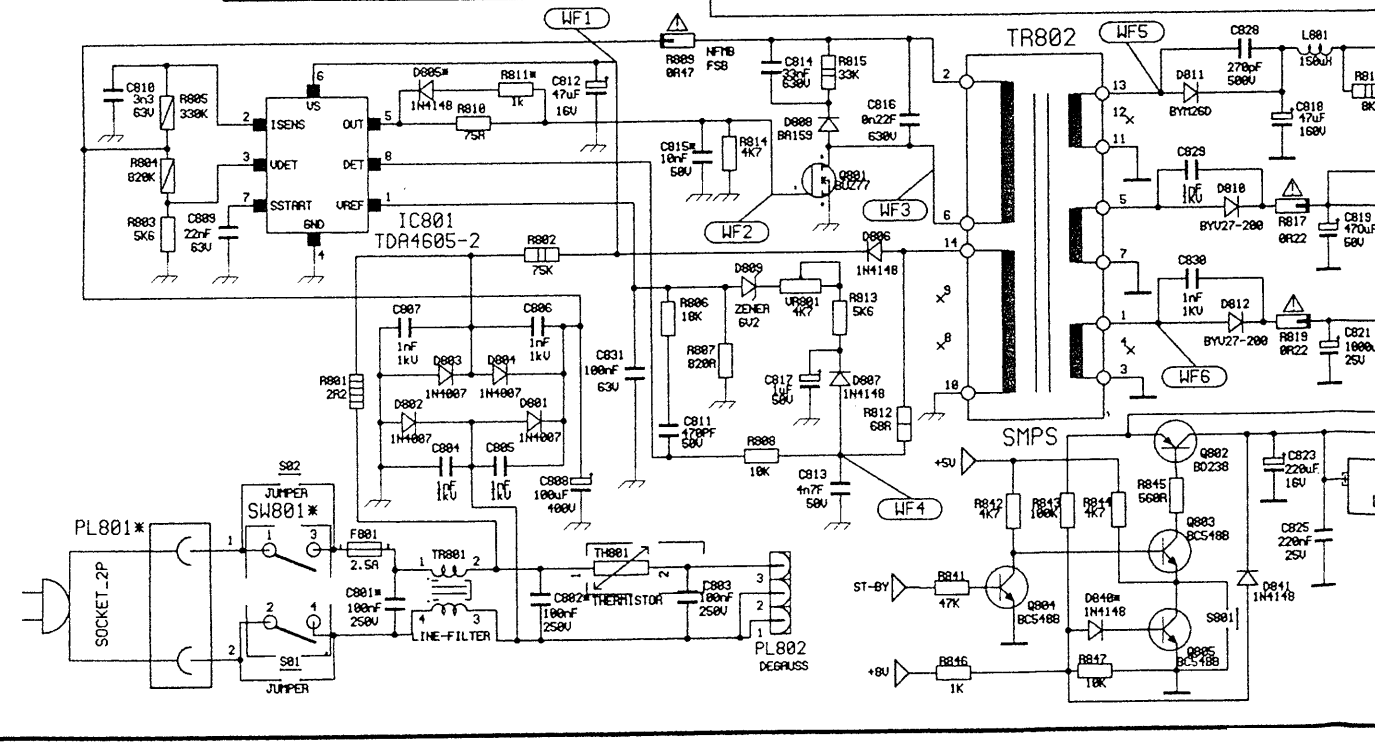 WF1
R809
0R47
NFMB
FSB
C814
33nF
630V
R815
33K
TR802
WF5
C828
270pF
500V
L801
150uH
C810
3n3
63V
R805
330K
6
VS
D805*
1N4148
R811*
1k
C812
47uF
16V
2
13
D811
BYM26D
12
11
C818
47uF
160V
8K
2
ISENS
OUT
5
R810
75R
C816
0n22F
630V
D808
BA159
3
VDET
DET
8
R804
820K
C815*
10nF
50V
R814
4K7
Q801
BU277
C829
1nF
1kV
7
SSTART
VREF
1
GND
4
IC801
TDA4605-2
WF2
WF3
6
5
D810
BYV27-200
R817
0R22
C819
470uF
50V
R803
5K6
C809
22nF
63V
R802
75K
D806
1N4148
14
7
C830
1nF
1kV
D809
ZENER
6V2
VR801
4K7
R813
5K6
9
8
1
D812
BYV27-200
R819
0R22
C821
25V
4
3
C807
1nF
1kV
C806
1nF
1kV
R806
18K
R807
820R
C831
100nF
63V
WF6
R801
2R2
D803
1N4007
D804
1N4007
C817
1uF
50V
D807
1N4148
10
D802
1N4007
D801
1N4007
R812
68R
SMPS
C811
470PF
50V
C804
1nF
1kV
C805
1nF
1kV
R808
10K
+5V
Q802
BD238
C823
220uF
16V
C808
100uF
400V
C813
4n7F
50V
WF4
R842
4K7
R843
100K
R844
4K7
R845
560R
S02
JUMPER
PL801*
SW801*
1
1
3
F801
2.5A
Q803
BC548B
C825
220nF
25V
TR801
1
2
TH801
1
2
3
ST-BY
R841
47K
Q804
BC548B
D841
1N4148
SOCKET_2P
C801*
100nF
250V
4
3
LINE-FILTER
C802*
100nF
250V
THERMISTOR
C803
100nF
250V
2
D840*
1N4148
S801
2
2
4
1
PL802
DEGAUSS
Q805
BC548B
S01
JUMPER
+8V
R846
1K
R847
10K